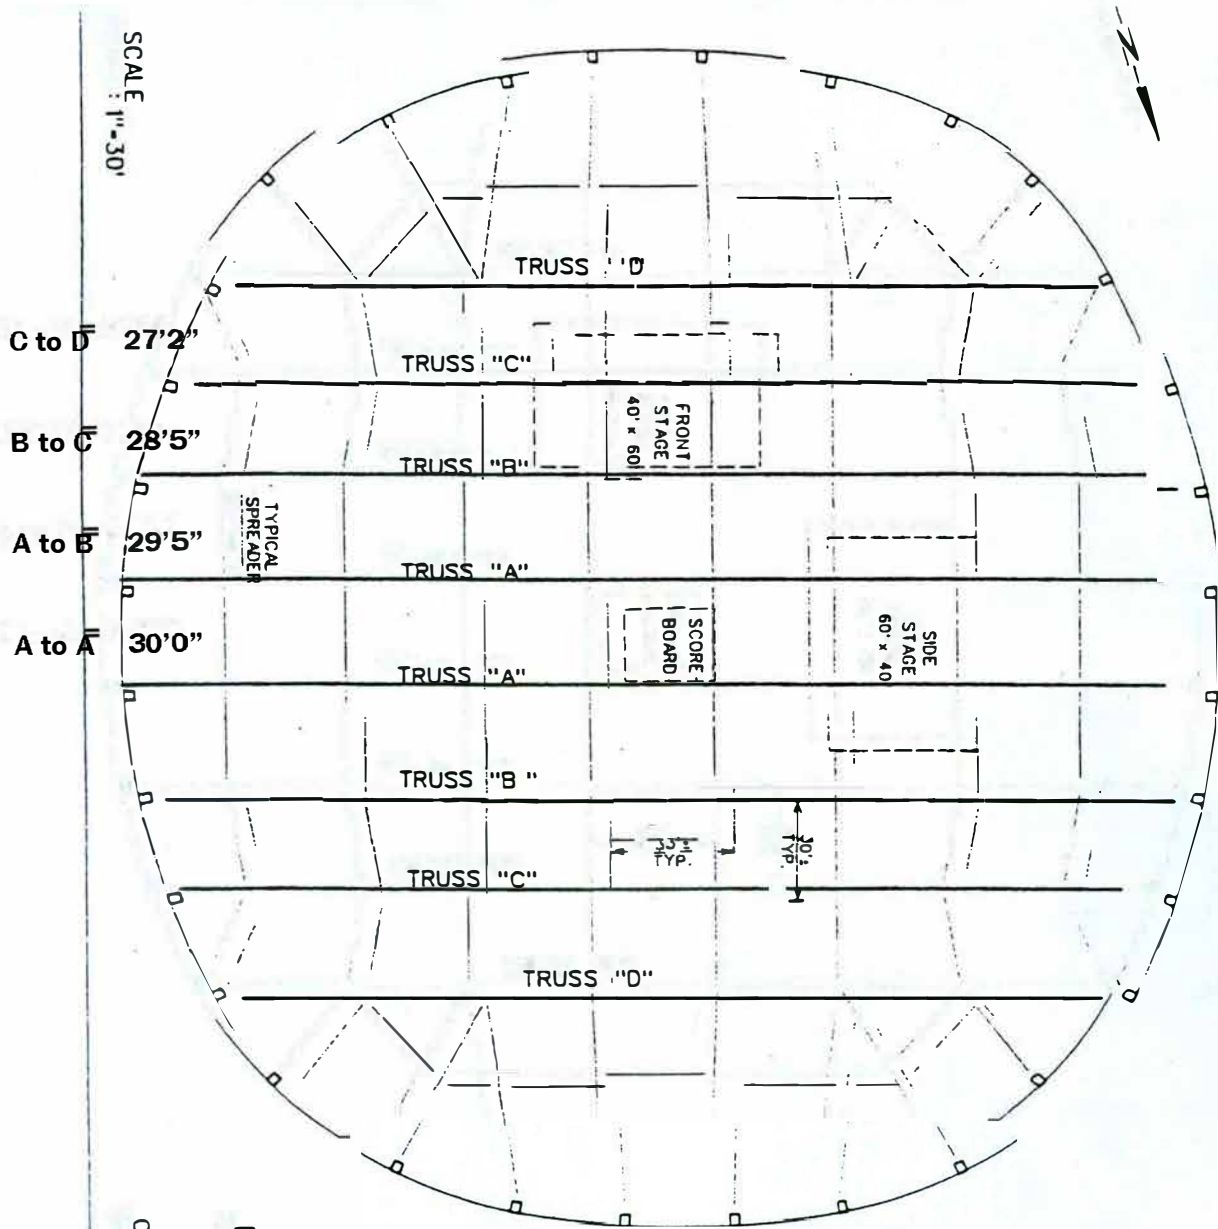 SCALE
: 1"=30'
N
TRUSS "D"
C to D 27'2"
TRUSS "C"
FRONT
STAGE
40' x 60
B to C 28'5"
TRUSS "B"
TYPICAL
SPREADER
A to B 29'5"
TRUSS "A"
SCORE-
BOARD
SIDE
STAGE
60' x 40
A to A 30'0"
TRUSS "A"
TRUSS "B"
33'±
TYP.
TYP.
TRUSS "C"
TRUSS "D"